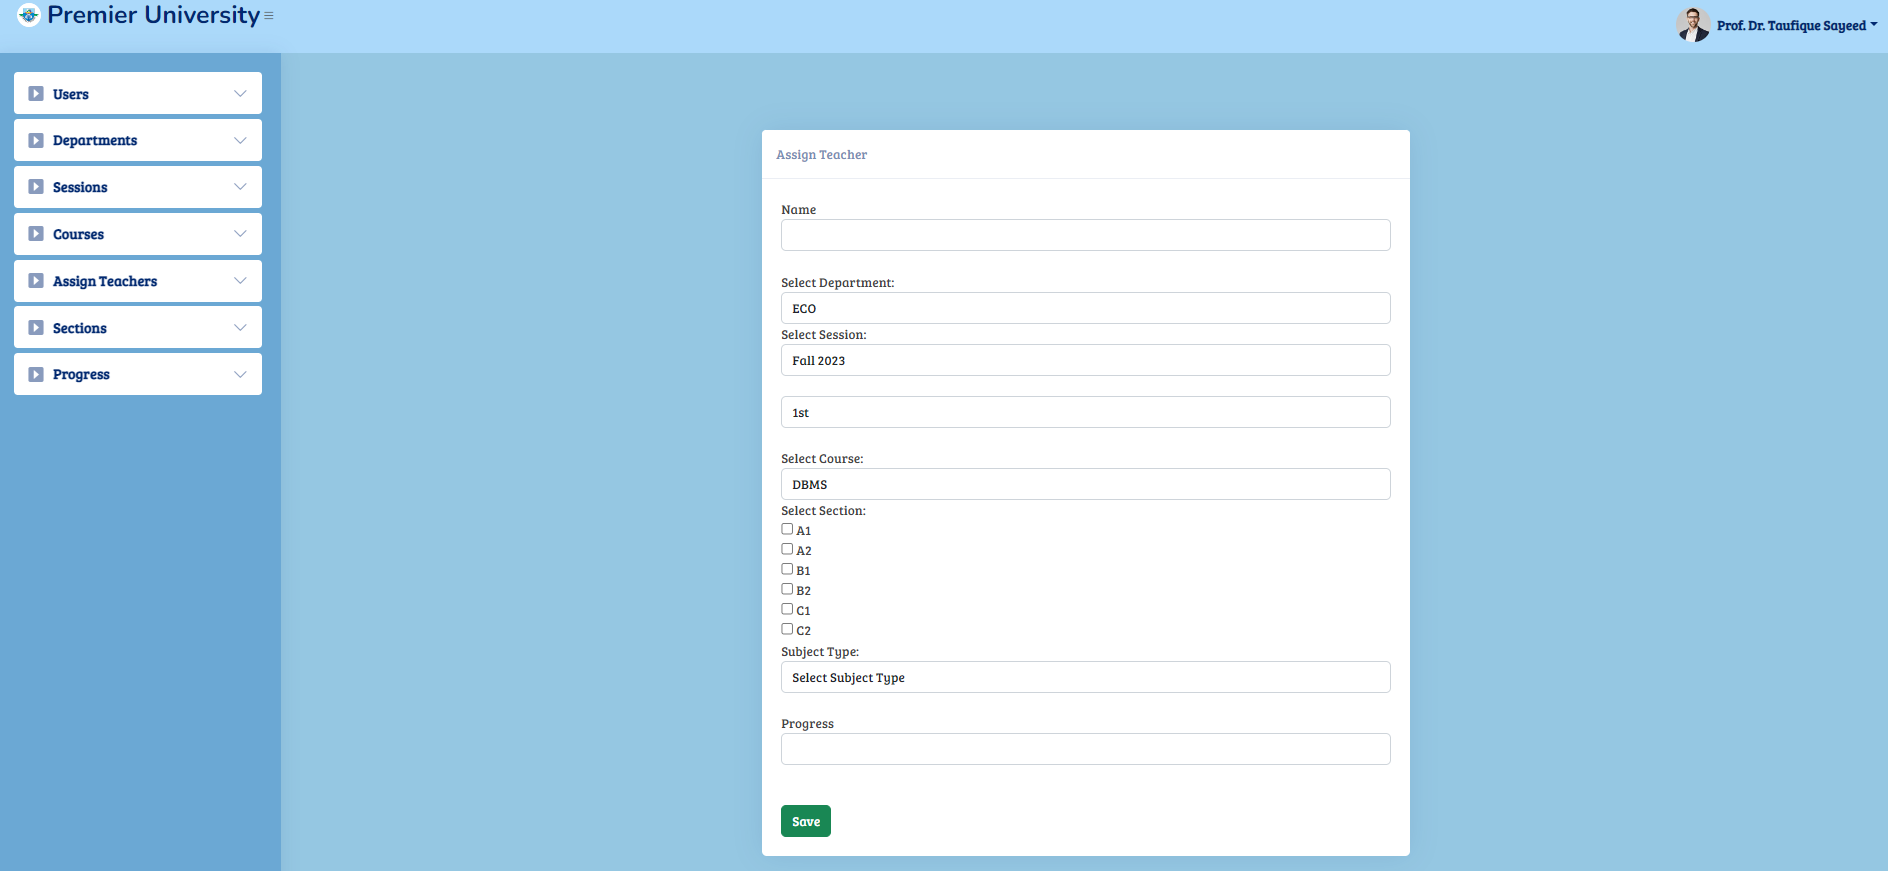 Premier University
Prof. Dr. Taufique Sayeed
Users
Departments
Sessions
Courses
Assign Teachers
Sections
Progress
Assign Teacher
Name
Select Department:
ECO
Select Session:
Fall 2023
1st
Select Course:
DBMS
Select Section:
A1
A2
B1
B2
C1
C2
Subject Type:
Select Subject Type
Progress
Save